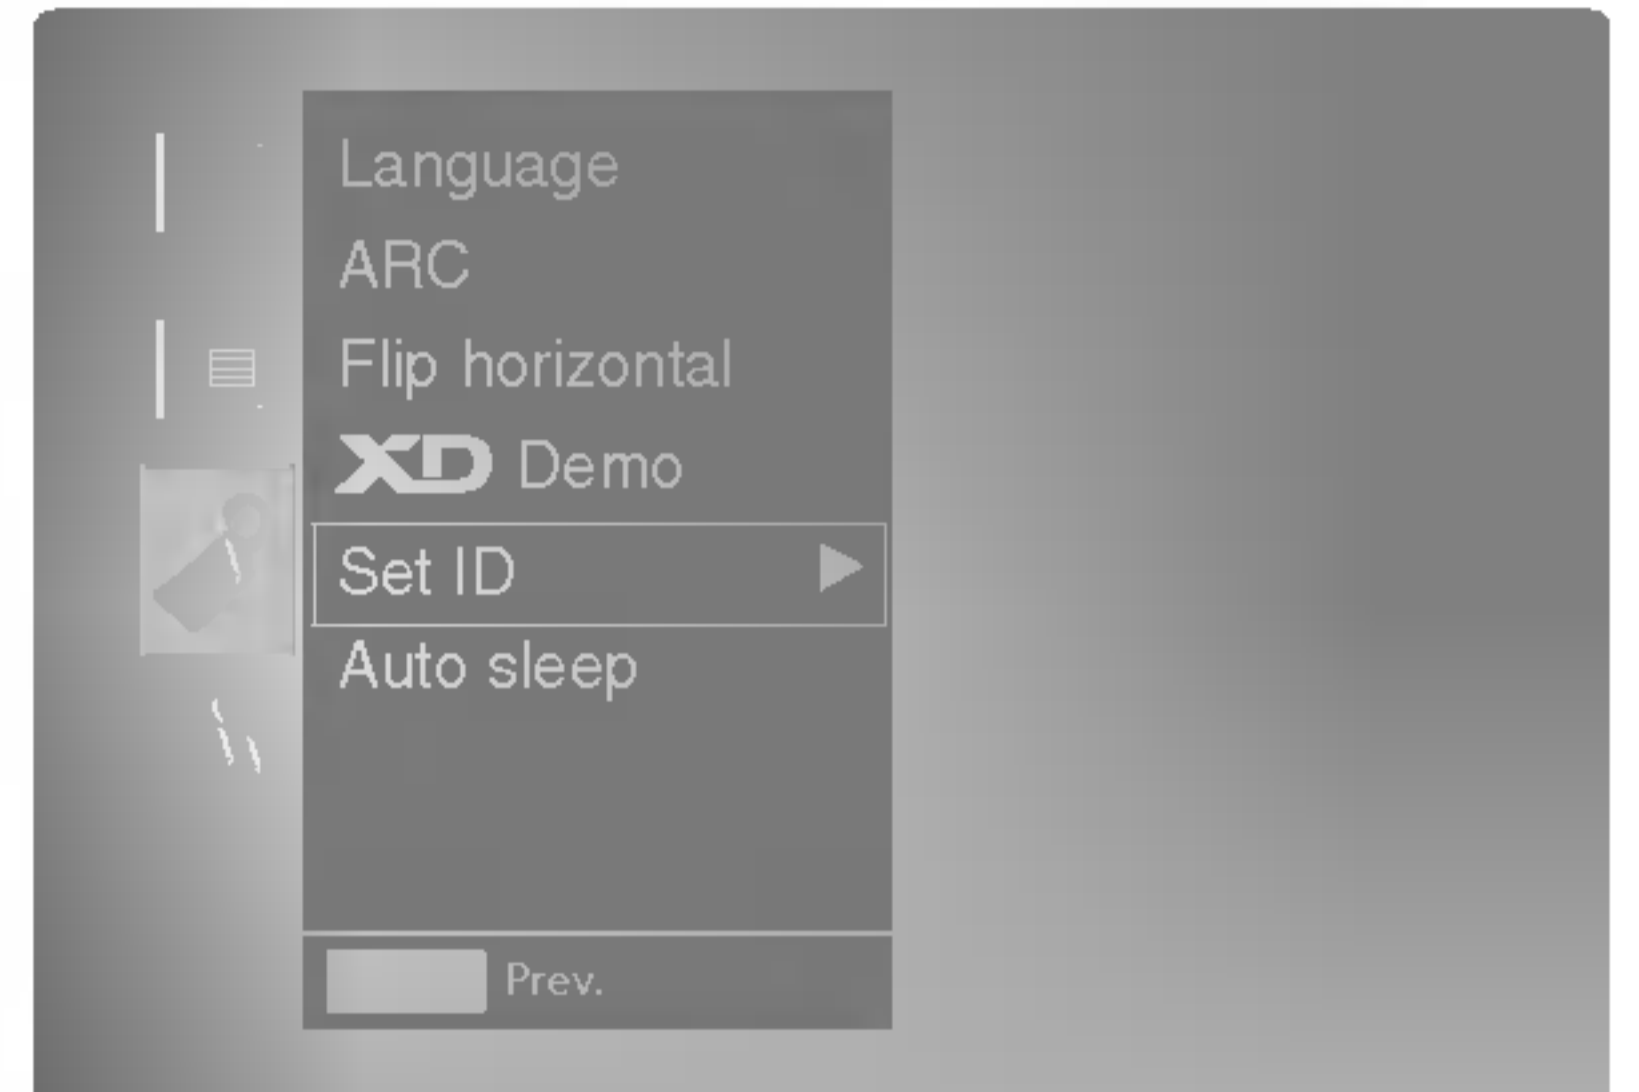 Language
ARC
Flip horizontal
XD Demo
Set ID
Auto sleep
Prev.